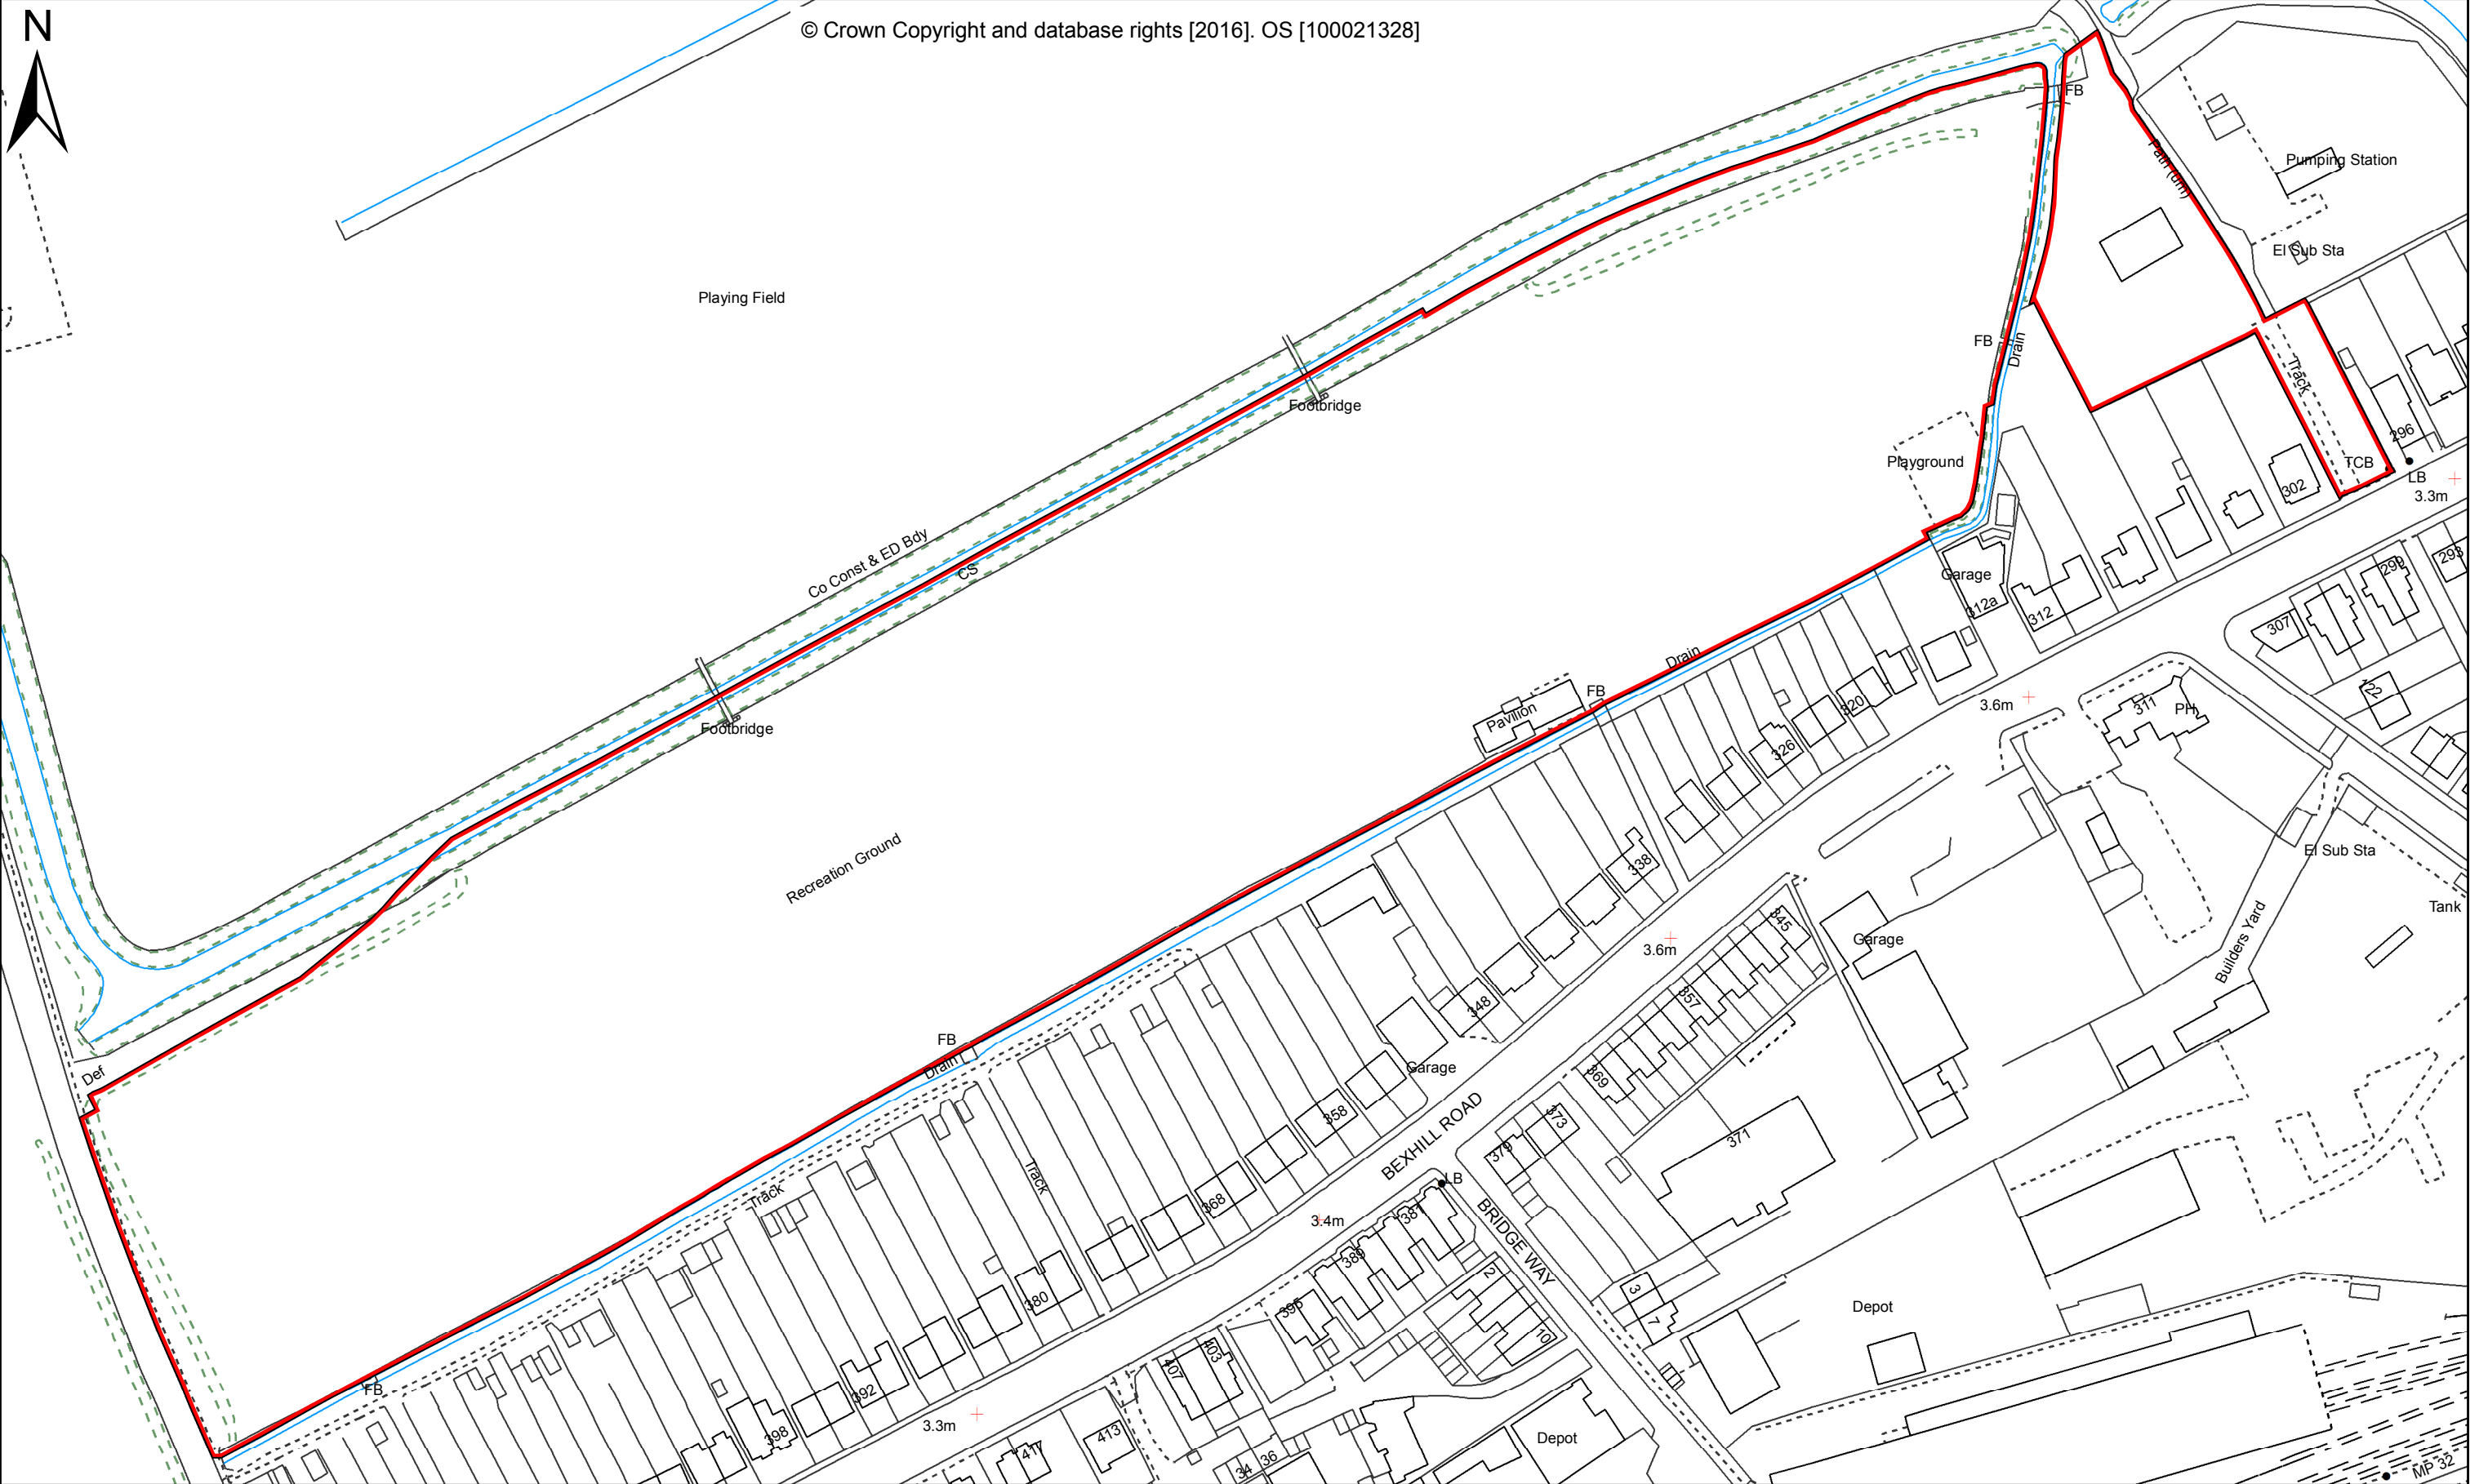 N
© Crown Copyright and database rights [2016]. OS [100021328]
FB
Path (um)
Pumping Station
El Sub Sta
Playing Field
FB
Drain
Track
Footbridge
296
TCB
LB
302
3.3m
Playground
Co Const & ED Bdy
CS
Garage
312a
312
299
293
307
Drain
FB
Pavilion
122
320
3.6m
311
PH
Footbridge
326
El Sub Sta
338
Recreation Ground
345
Tank
3.6m
Garage
Builders Yard
357
348
FB
Drain
Def
Garage
369
358
373
BEXHILL ROAD
371
379
Track
Track
LB
368
3.4m
381
BRIDGE WAY
389
2
3
7
380
395
Depot
10
403
407
FB
392
3.3m
398
413
417
Depot
34
36
MP 32